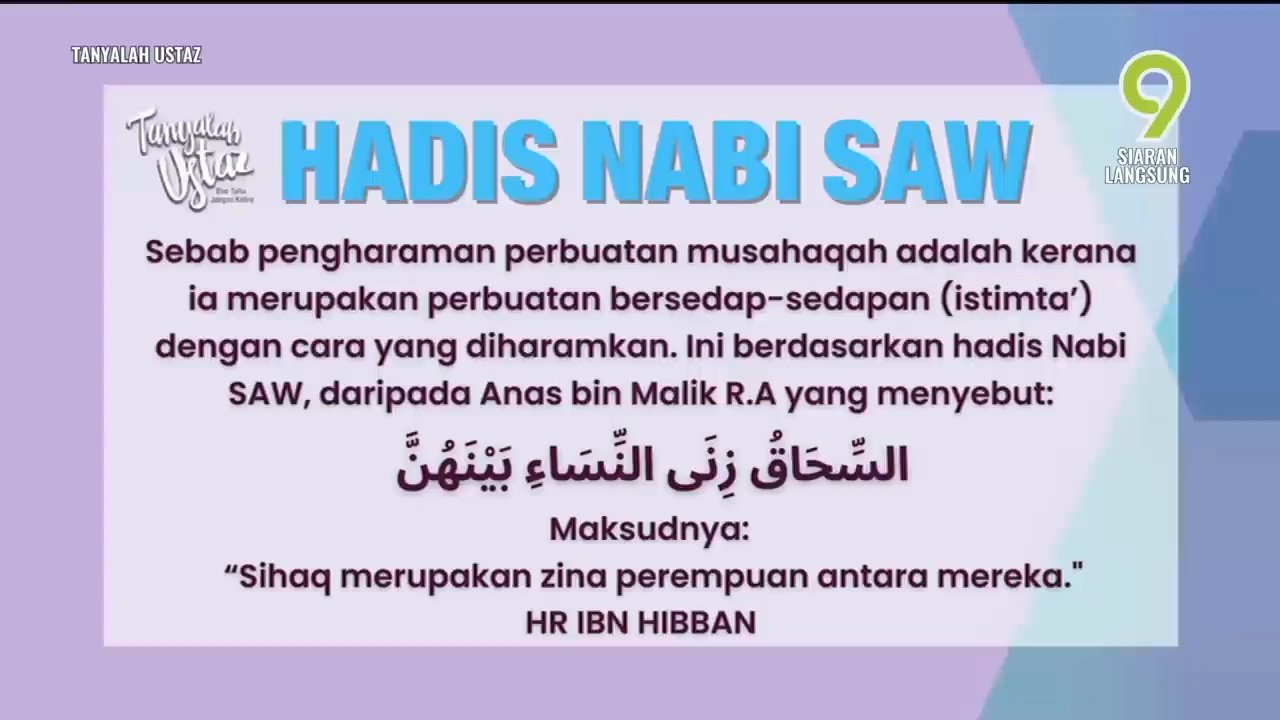 TANYALAH USTAZ
9
SIARAN
LANGSUNG
Tanyalah
Ustaz
HADIS NABI SAW
Sebab pengharaman perbuatan musahaqah adalah kerana
ia merupakan perbuatan bersedap-sedapan (istimta’)
dengan cara yang diharamkan. Ini berdasarkan hadis Nabi
SAW, daripada Anas bin Malik R.A yang menyebut:
السِّحَاقُ زِنَى النِّسَاءِ بَيْنَهُنَّ
Maksudnya:
“Sihaq merupakan zina perempuan antara mereka."
HR IBN HIBBAN